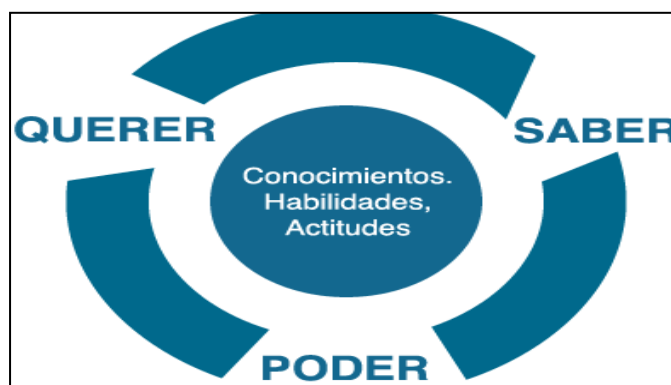 QUERER
SABER
Conocimientos.
Habilidades,
Actitudes
PODER